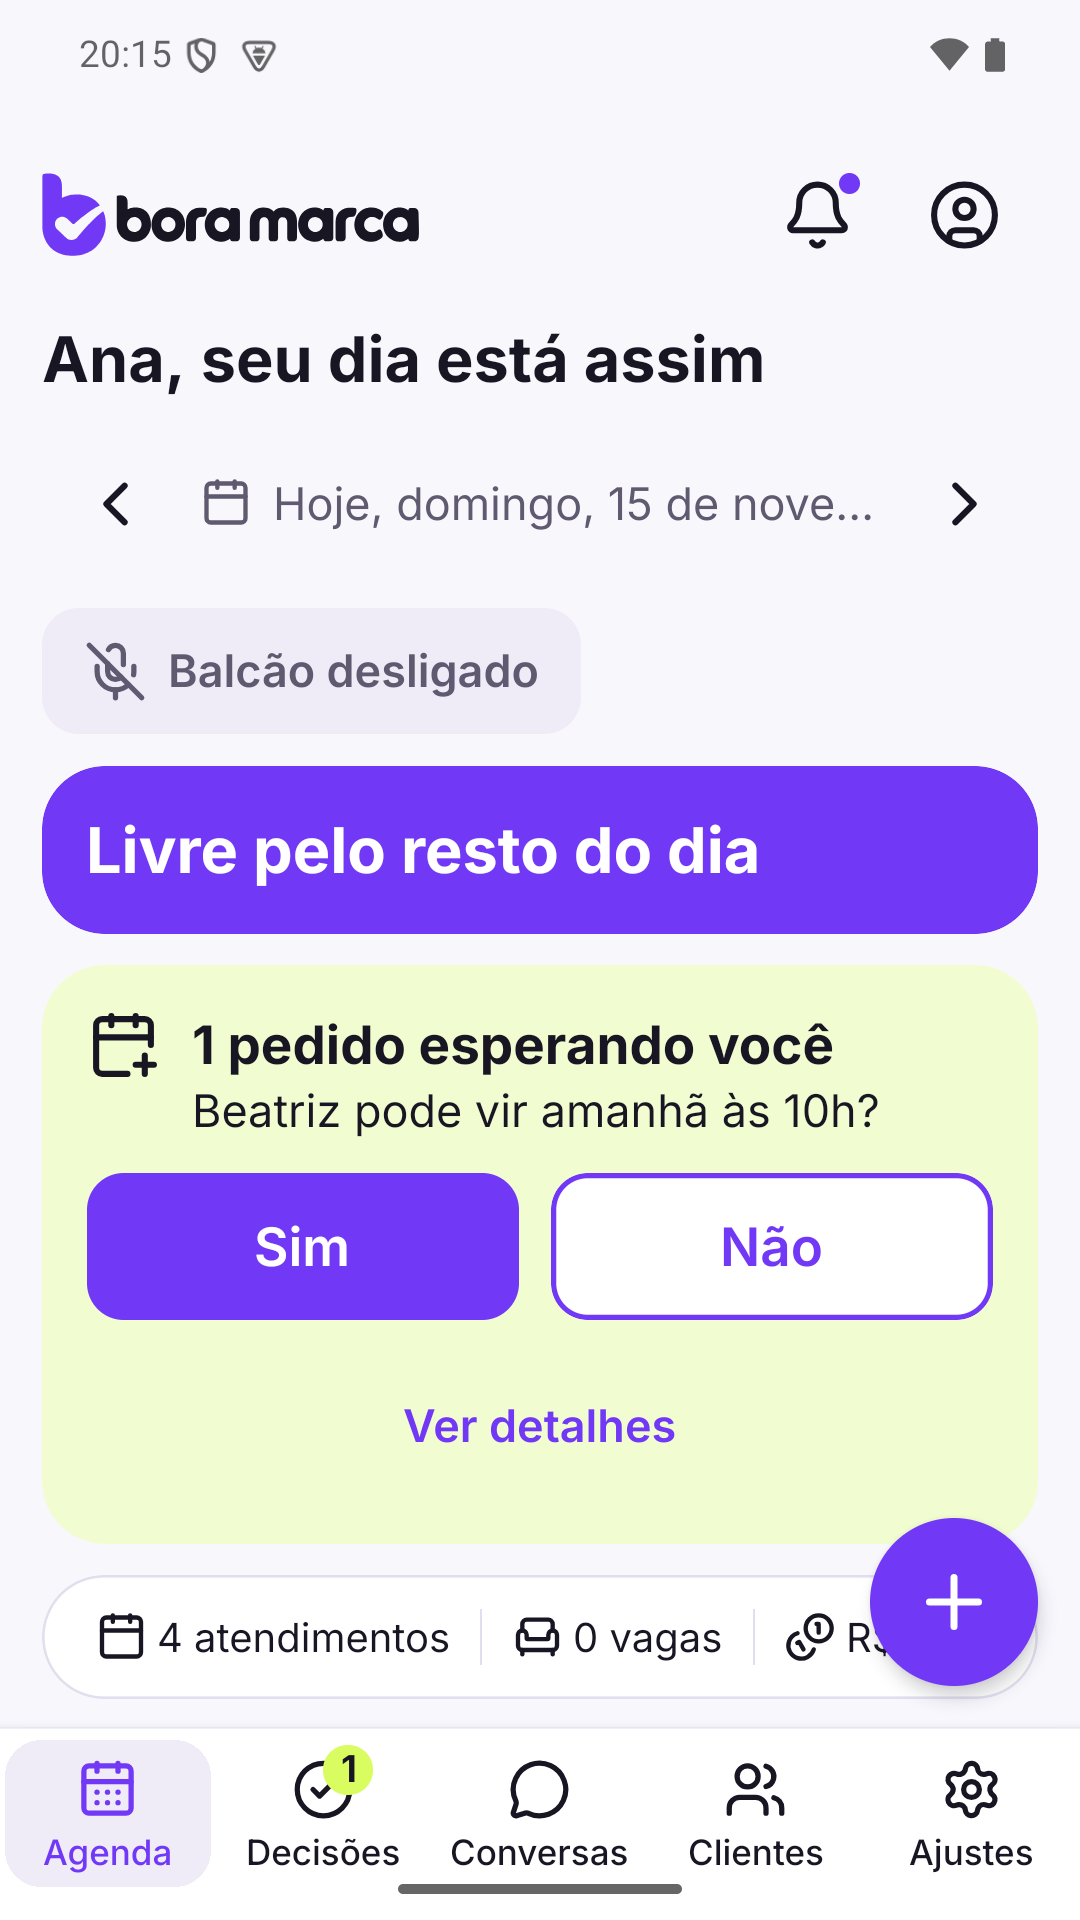 20:15
bora marca
Ana, seu dia está assim
Hoje, domingo, 15 de nove...
Balcão desligado
Livre pelo resto do dia
1 pedido esperando você
Beatriz pode vir amanhã às 10h?
Sim
Não
Ver detalhes
4 atendimentos
0 vagas
R$
1
Agenda
Decisões
Conversas
Clientes
Ajustes